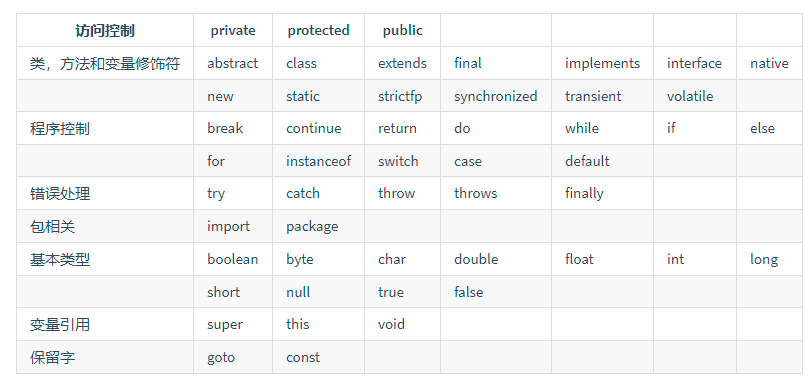 访问控制 private protected public
类，方法和变量修饰符 abstract class extends final implements interface native
new static strictfp synchronized transient volatile
程序控制 break continue return do while if else
for instanceof switch case default
错误处理 try catch throw throws finally
包相关 import package
基本类型 boolean byte char double float int long
short null true false
变量引用 super this void
保留字 goto const